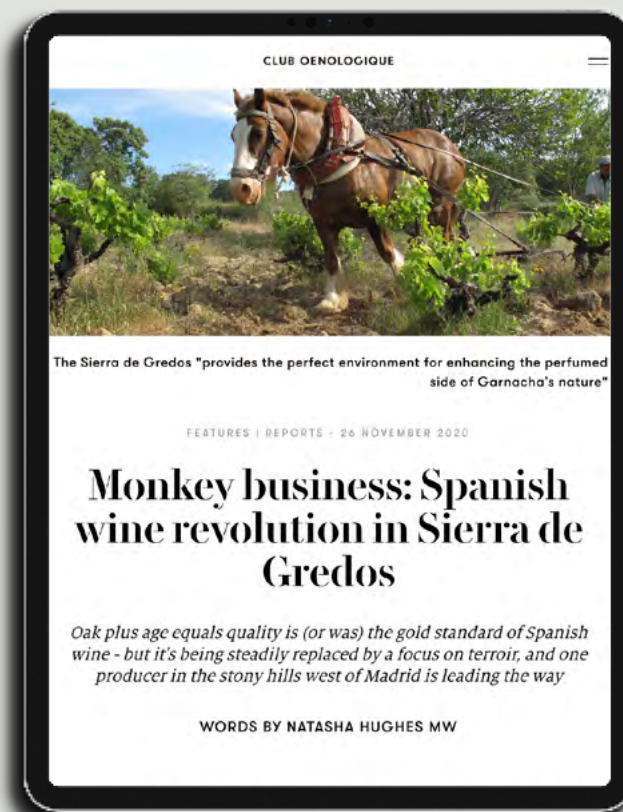 CLUB OENOLOGIQUE
The Sierra de Gredos "provides the perfect environment for enhancing the perfumed
side of Garnacha's nature"
FEATURES | REPORTS - 26 NOVEMBER 2020
Monkey business: Spanish
wine revolution in Sierra de
Gredos
Oak plus age equals quality is (or was) the gold standard of Spanish
wine - but it's being steadily replaced by a focus on terroir, and one
producer in the stony hills west of Madrid is leading the way
WORDS BY NATASHA HUGHES MW